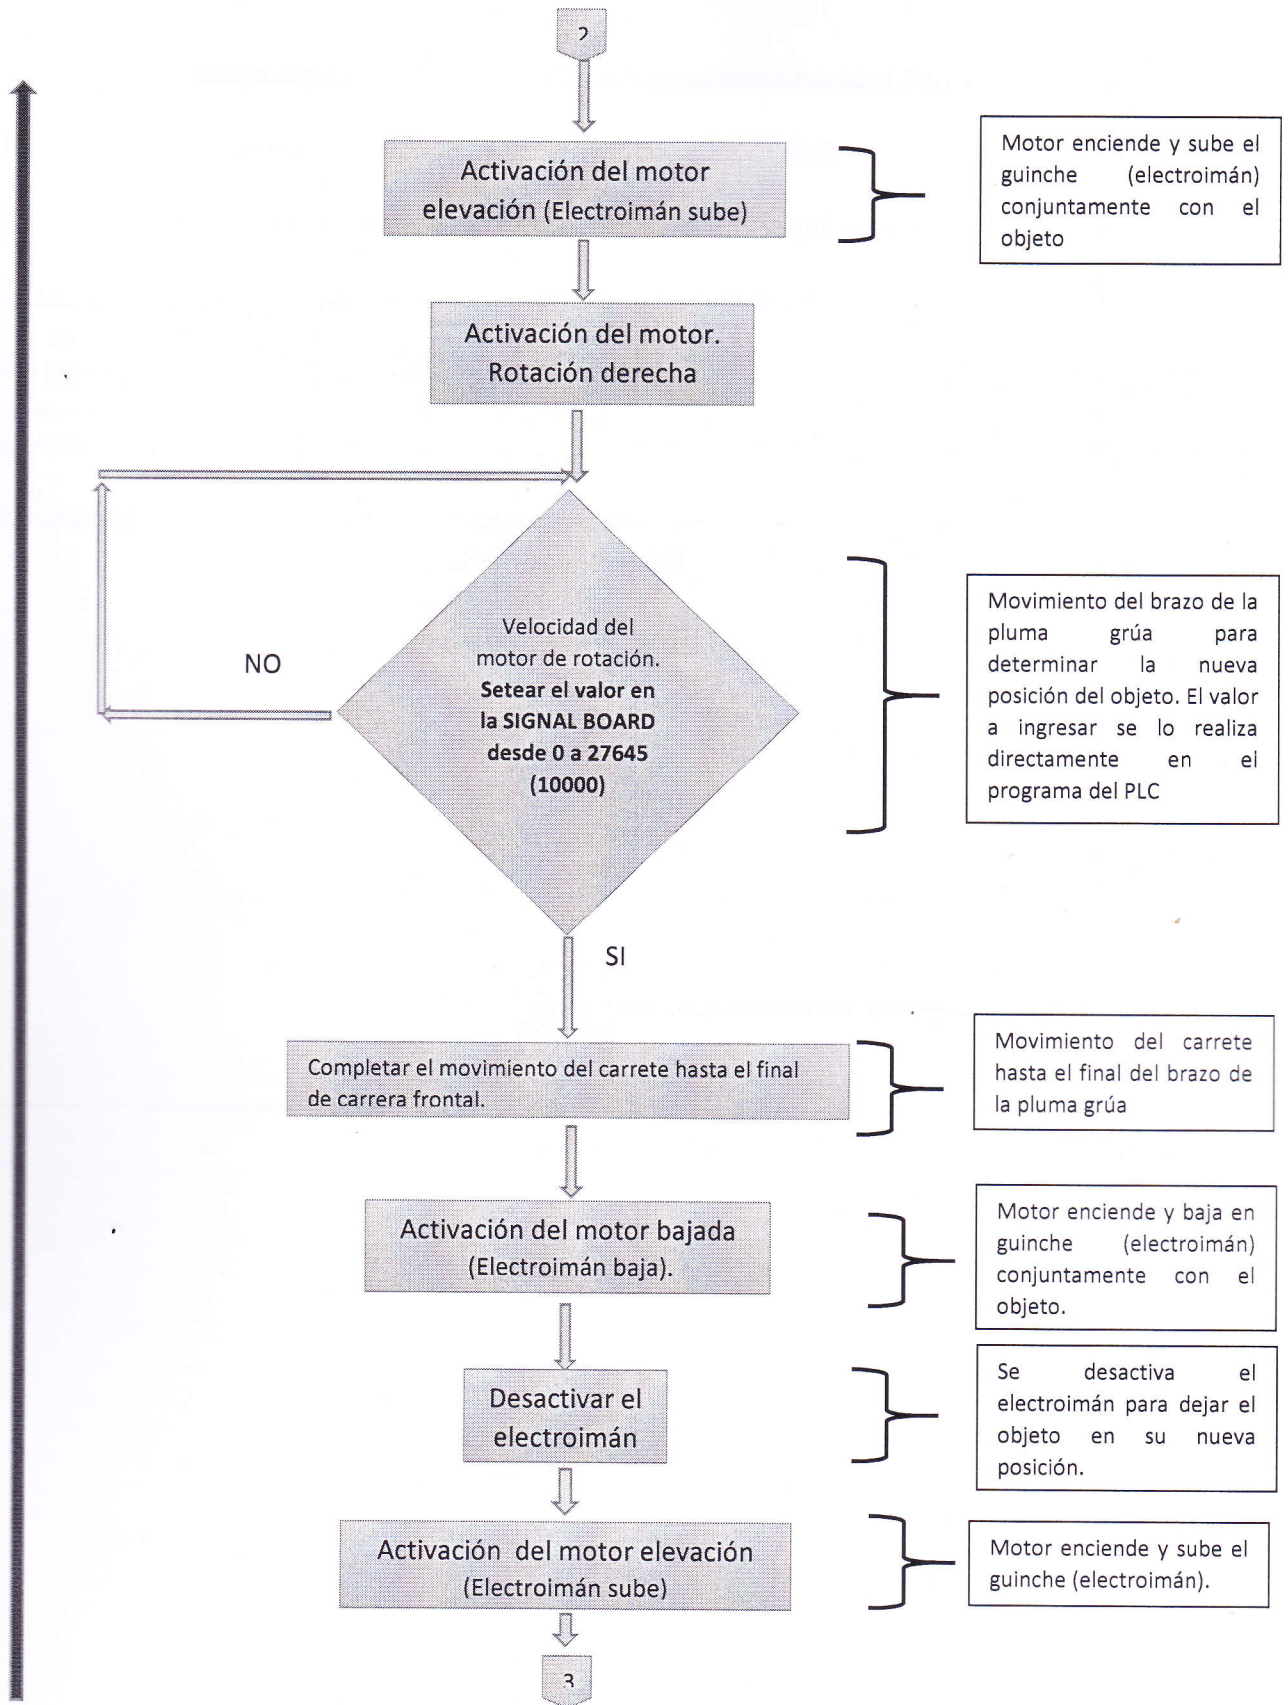 2
Activación del motor
elevación (Electroimán sube)
Motor enciende y sube el
guinche (electroimán)
conjuntamente con el
objeto
Activación del motor.
Rotación derecha
NO
Velocidad del
motor de rotación.
Setear el valor en
la SIGNAL BOARD
desde 0 a 27645
(10000)
Movimiento del brazo de la
pluma grúa para
determinar la nueva
posición del objeto. El valor
a ingresar se lo realiza
directamente en el
programa del PLC
SI
Completar el movimiento del carrete hasta el final
de carrera frontal.
Movimiento del carrete
hasta el final del brazo de
la pluma grúa
Activación del motor bajada
(Electroimán baja).
Motor enciende y baja en
guinche (electroimán)
conjuntamente con el
objeto.
Desactivar el
electroimán
Se desactiva el
electroimán para dejar el
objeto en su nueva
posición.
Activación del motor elevación
(Electroimán sube)
Motor enciende y sube el
guinche (electroimán).
3